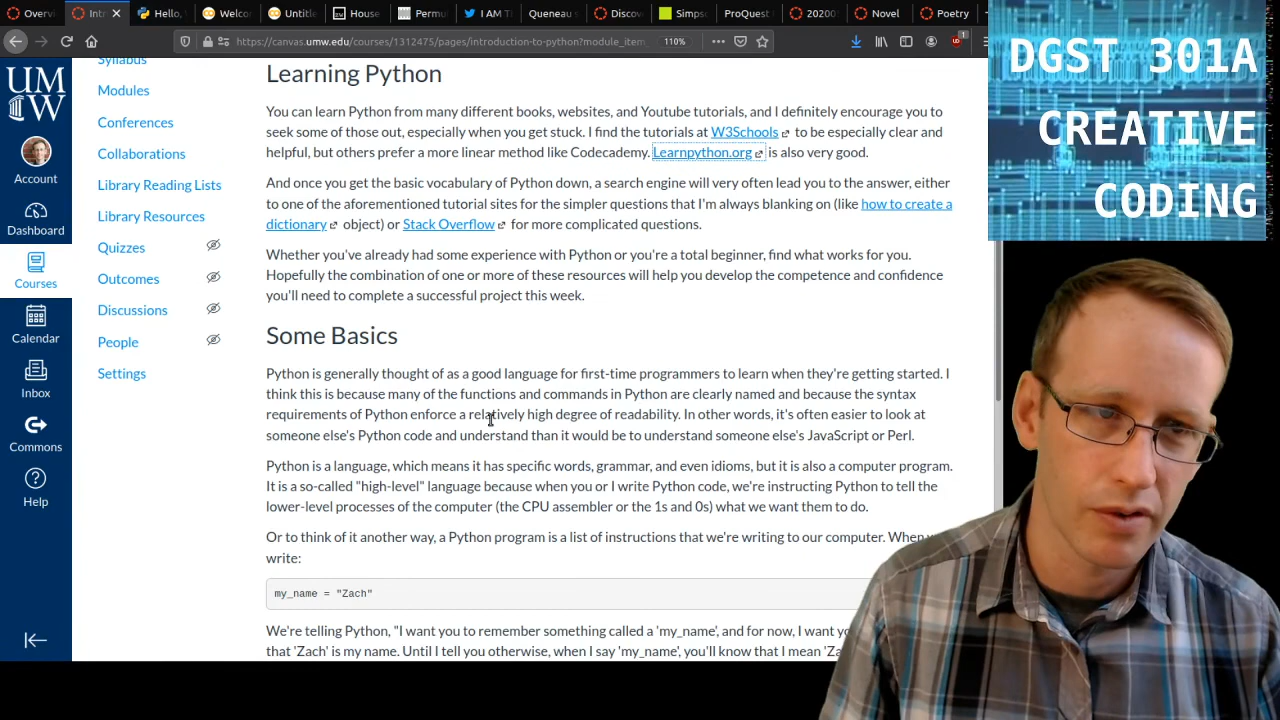 Overvi
Intr
Hello,
Welcon
Untitle
House
Permu
I AM T
Queneau s
Discov
Simps
ProQuest
20200
Novel
Poetry
https://canvas.umw.edu/courses/1312475/pages/introduction-to-python?module_item
110%
1
DGST 301A
CREATIVE
CODING
UMW
Account
Dashboard
Courses
Calendar
Inbox
Commons
Help
Syllabus
Modules
Conferences
Collaborations
Library Reading Lists
Library Resources
Quizzes
Outcomes
Discussions
People
Settings
Learning Python
You can learn Python from many different books, websites, and Youtube tutorials, and I definitely encourage you to
seek some of those out, especially when you get stuck. I find the tutorials at W3Schools to be especially clear and
helpful, but others prefer a more linear method like Codecademy. Learnpython.org is also very good.
And once you get the basic vocabulary of Python down, a search engine will very often lead you to the answer, either
to one of the aforementioned tutorial sites for the simpler questions that I'm always blanking on (like how to create a
dictionary object) or Stack Overflow for more complicated questions.
Whether you've already had some experience with Python or you're a total beginner, find what works for you.
Hopefully the combination of one or more of these resources will help you develop the competence and confidence
you'll need to complete a successful project this week.
Some Basics
Python is generally thought of as a good language for first-time programmers to learn when they're getting started. I
think this is because many of the functions and commands in Python are clearly named and because the syntax
requirements of Python enforce a relatively high degree of readability. In other words, it's often easier to look at
someone else's Python code and understand than it would be to understand someone else's JavaScript or Perl.
Python is a language, which means it has specific words, grammar, and even idioms, but it is also a computer program.
It is a so-called "high-level" language because when you or I write Python code, we're instructing Python to tell the
lower-level processes of the computer (the CPU assembler or the 1s and 0s) what we want them to do.
Or to think of it another way, a Python program is a list of instructions that we're writing to our computer. When
write:
my_name = "Zach"
We're telling Python, "I want you to remember something called a 'my_name', and for now, I want yo
that 'Zach' is my name. Until I tell you otherwise, when I say 'my_name', you'll know that I mean 'Za